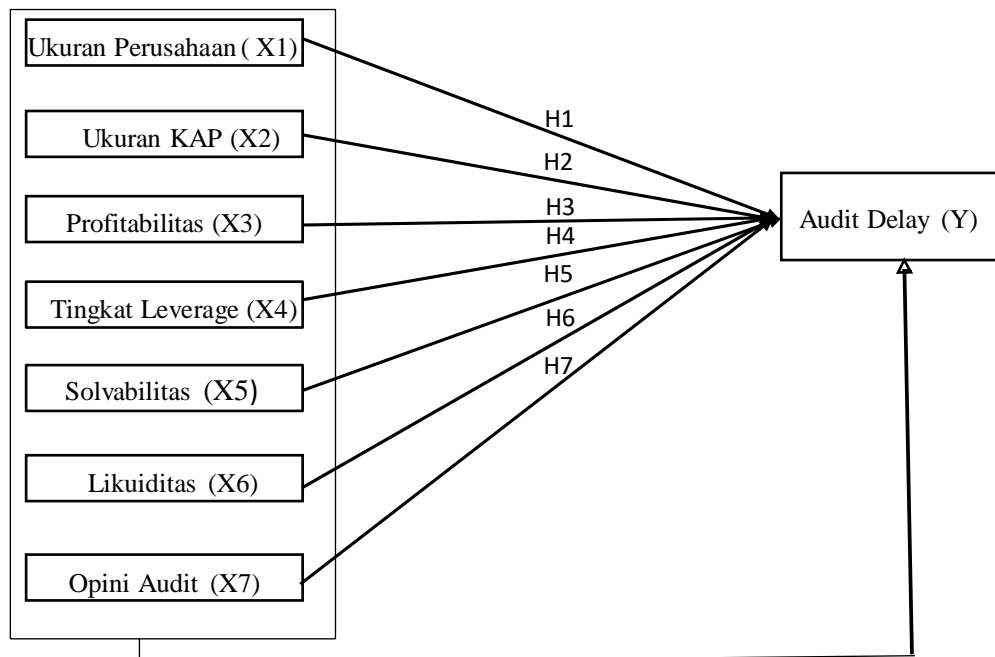 Ukuran Perusahaan ( X1)
Ukuran KAP (X2)
Profitabilitas (X3)
Tingkat Leverage (X4)
Solvabilitas (X5)
Likuiditas (X6)
Opini Audit (X7)
H1
H2
H3
H4
H5
H6
H7
Audit Delay (Y)